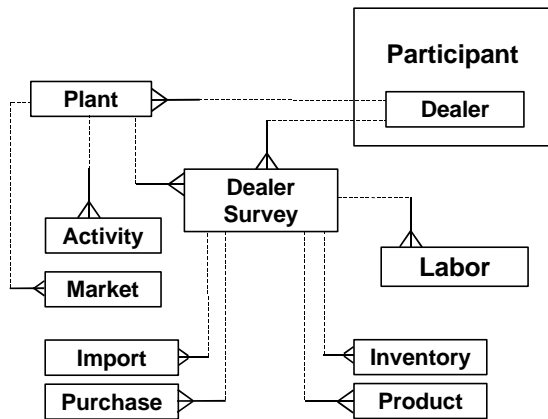 Participant
Plant
Dealer
Dealer
Survey
Activity
Labor
Market
Import
Inventory
Purchase
Product